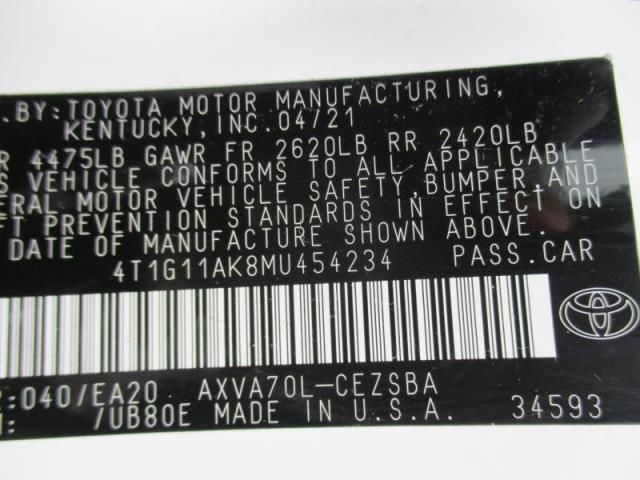 .BY:TOYOTA MOTOR MANUFACTURING,
KENTUCKY, INC. 04/21
R 4475LB GAWR FR 2620LB RR 2420LB
S VEHICLE CONFORMS TO ALL APPLICABLE
ERAL MOTOR VEHICLE SAFETY, BUMPER, AND
FT PREVENTION STANDARDS IN EFFECT ON
DATE OF MANUFACTURE SHOWN ABOVE.
4T1G11AK8MU454234 PASS.CAR
:040/EA20 AXVA70L-CEZSBA
/UB80E MADE IN U.S.A. 34593